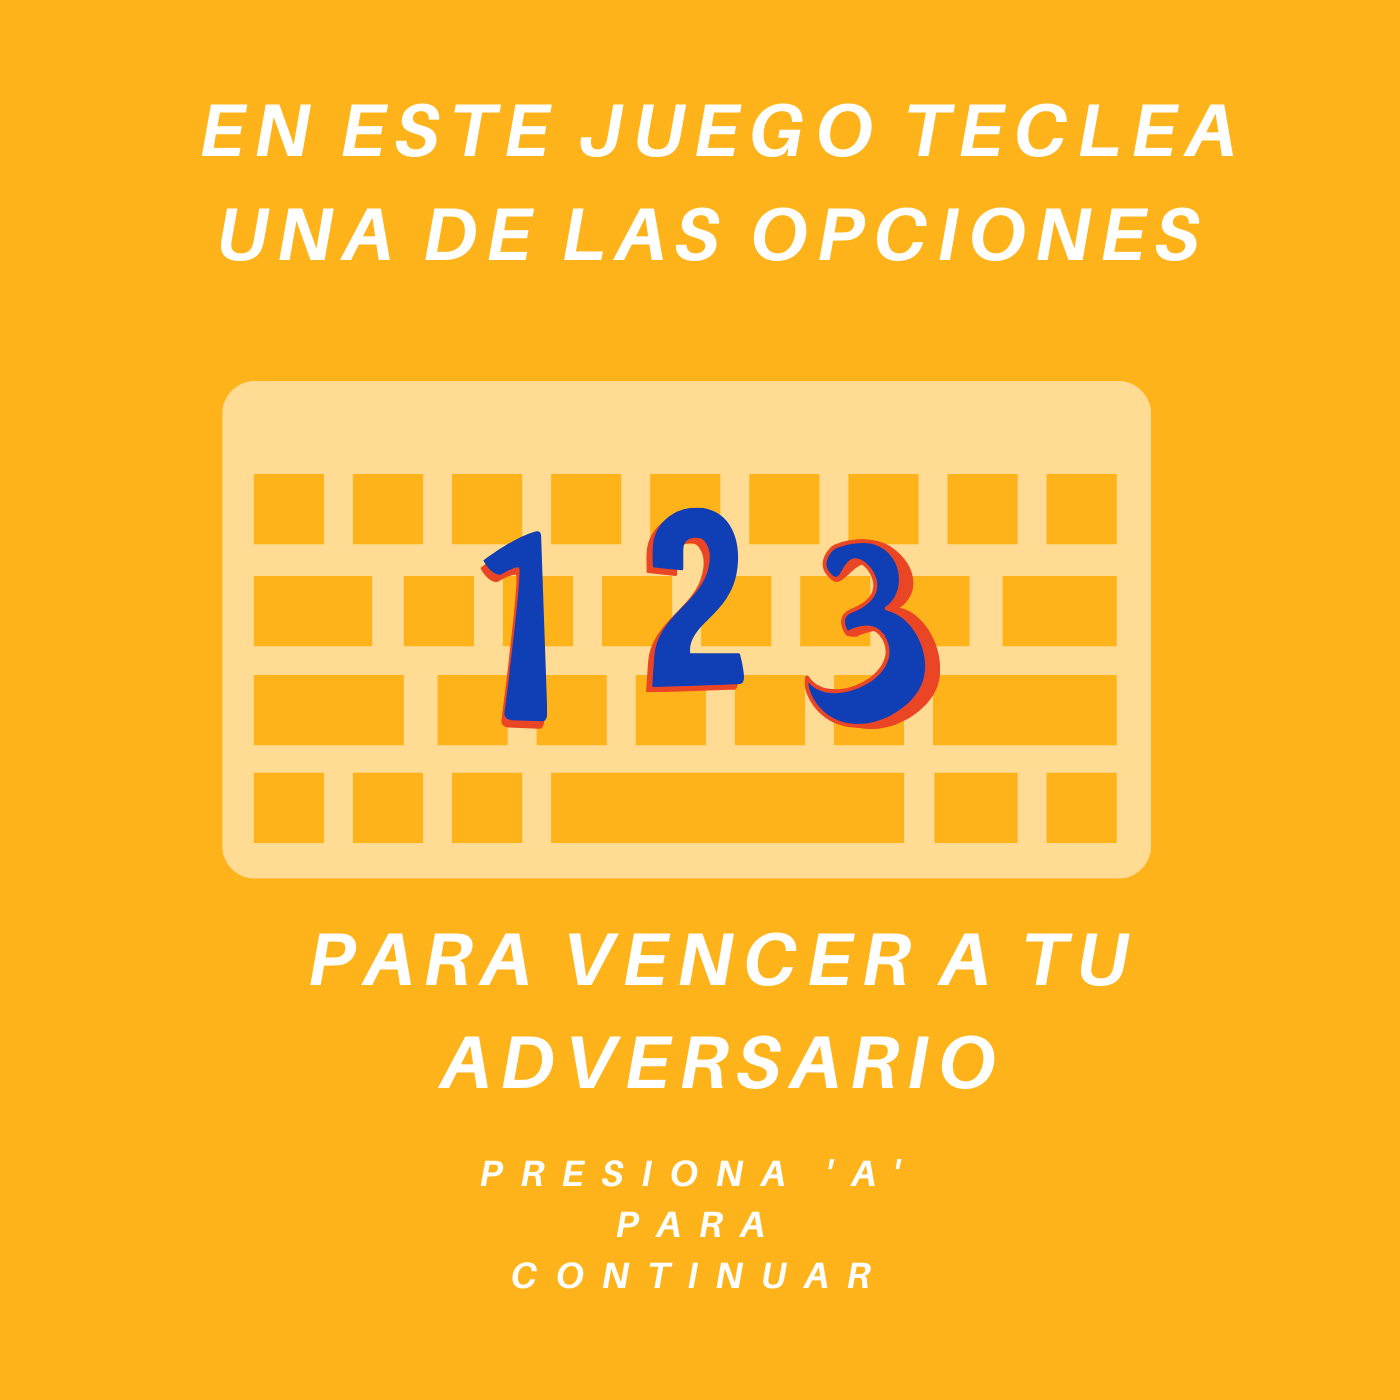 EN ESTE JUEGO TECLEA
UNA DE LAS OPCIONES
1 2 3
PARA VENCER A TU
ADVERSARIO
PRESIONA 'A'
PARA
CONTINUAR